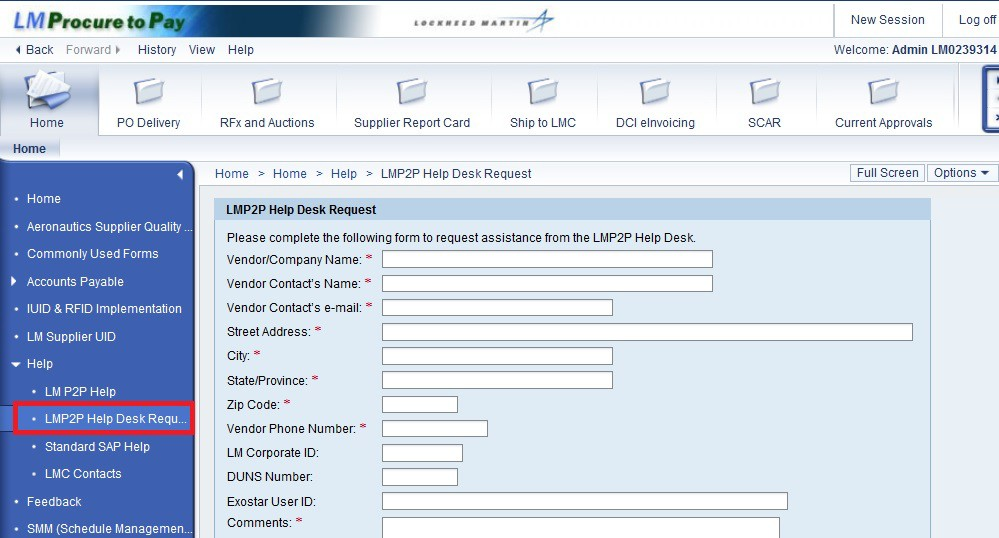 LM Procure to Pay
LOCKHEED MARTIN
New Session
Log off
Back Forward History View Help
Welcome: Admin LM0239314
Home
PO Delivery
RFx and Auctions
Supplier Report Card
Ship to LMC
DCI eInvoicing
SCAR
Current Approvals
Home
Home
Aeronautics Supplier Quality ...
Commonly Used Forms
Accounts Payable
IUID & RFID Implementation
LM Supplier UID
Help
LM P2P Help
LMP2P Help Desk Requ...
Standard SAP Help
LMC Contacts
Feedback
SMM (Schedule Managemen...
Home > Home > Help > LMP2P Help Desk Request
Full Screen
Options
LMP2P Help Desk Request
Please complete the following form to request assistance from the LMP2P Help Desk.
Vendor/Company Name: *
Vendor Contact's Name: *
Vendor Contact's e-mail: *
Street Address: *
City: *
State/Province: *
Zip Code: *
Vendor Phone Number: *
LM Corporate ID:
DUNS Number:
Exostar User ID:
Comments: *